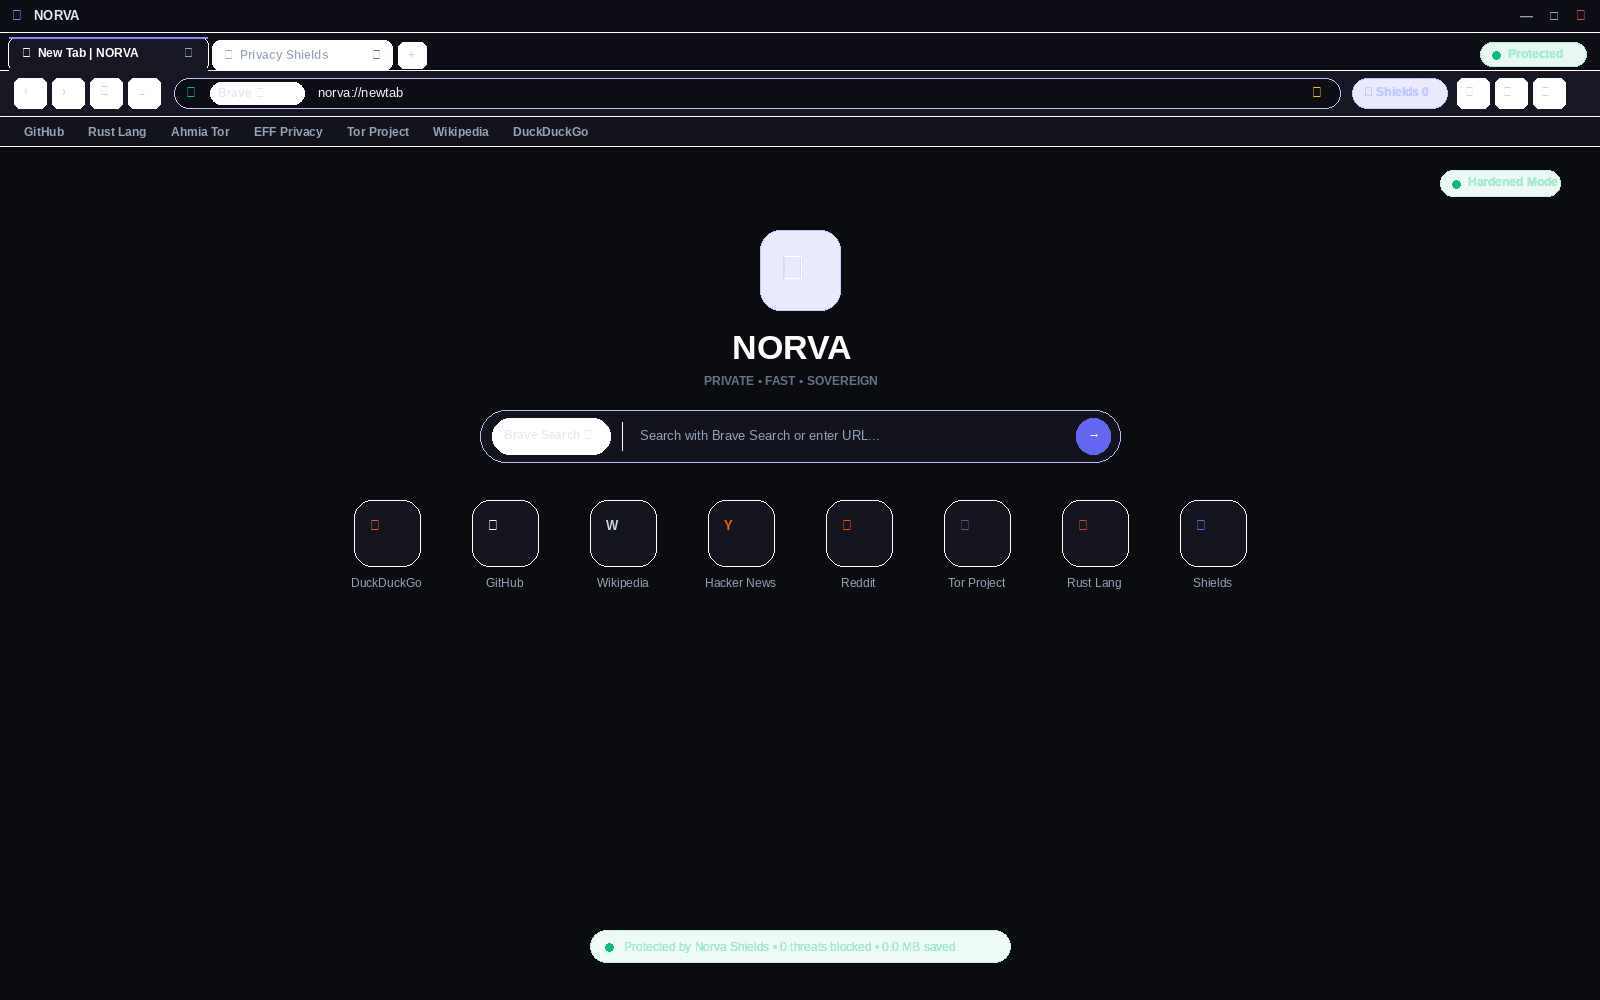 NORVA
New Tab | NORVA
Privacy Shields
+
Protected
Brave
norva://newtab
Shields 0
GitHub Rust Lang Ahmia Tor EFF Privacy Tor Project Wikipedia DuckDuckGo
Hardened Mode
NORVA
PRIVATE • FAST • SOVEREIGN
Brave Search
Search with Brave Search or enter URL...
→
W
Y
DuckDuckGo GitHub Wikipedia Hacker News Reddit Tor Project Rust Lang Shields
Protected by Norva Shields • 0 threats blocked • 0.0 MB saved